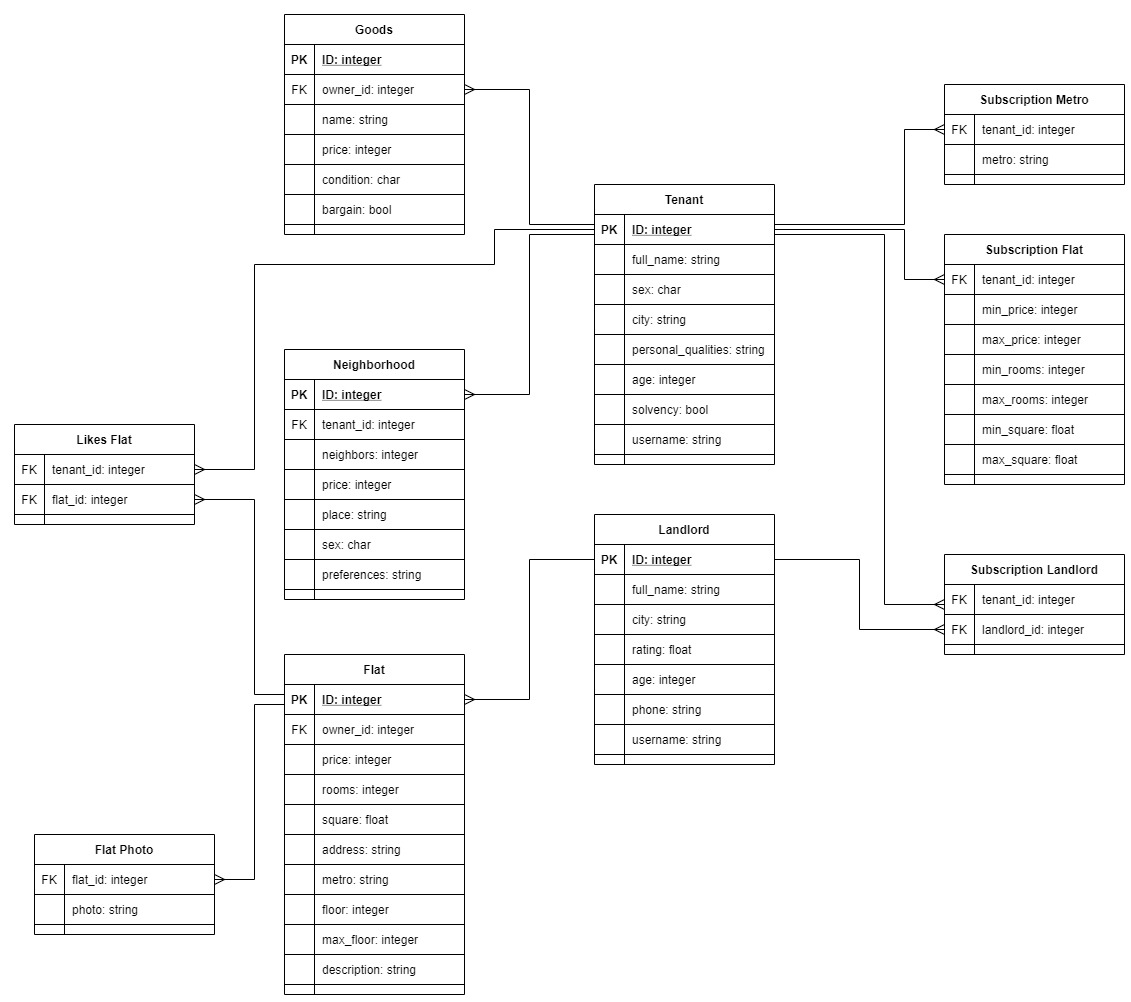 Goods
PK ID: integer
FK owner_id: integer
name: string
price: integer
condition: char
bargain: bool
Subscription Metro
FK tenant_id: integer
metro: string
Tenant
PK ID: integer
full_name: string
sex: char
city: string
personal_qualities: string
age: integer
solvency: bool
username: string
Subscription Flat
FK tenant_id: integer
min_price: integer
max_price: integer
min_rooms: integer
max_rooms: integer
min_square: float
max_square: float
Neighborhood
PK ID: integer
FK tenant_id: integer
neighbors: integer
price: integer
place: string
sex: char
preferences: string
Likes Flat
FK tenant_id: integer
FK flat_id: integer
Landlord
PK ID: integer
full_name: string
city: string
rating: float
age: integer
phone: string
username: string
Subscription Landlord
FK tenant_id: integer
FK landlord_id: integer
Flat
PK ID: integer
FK owner_id: integer
price: integer
rooms: integer
square: float
address: string
metro: string
floor: integer
max_floor: integer
description: string
Flat Photo
FK flat_id: integer
photo: string